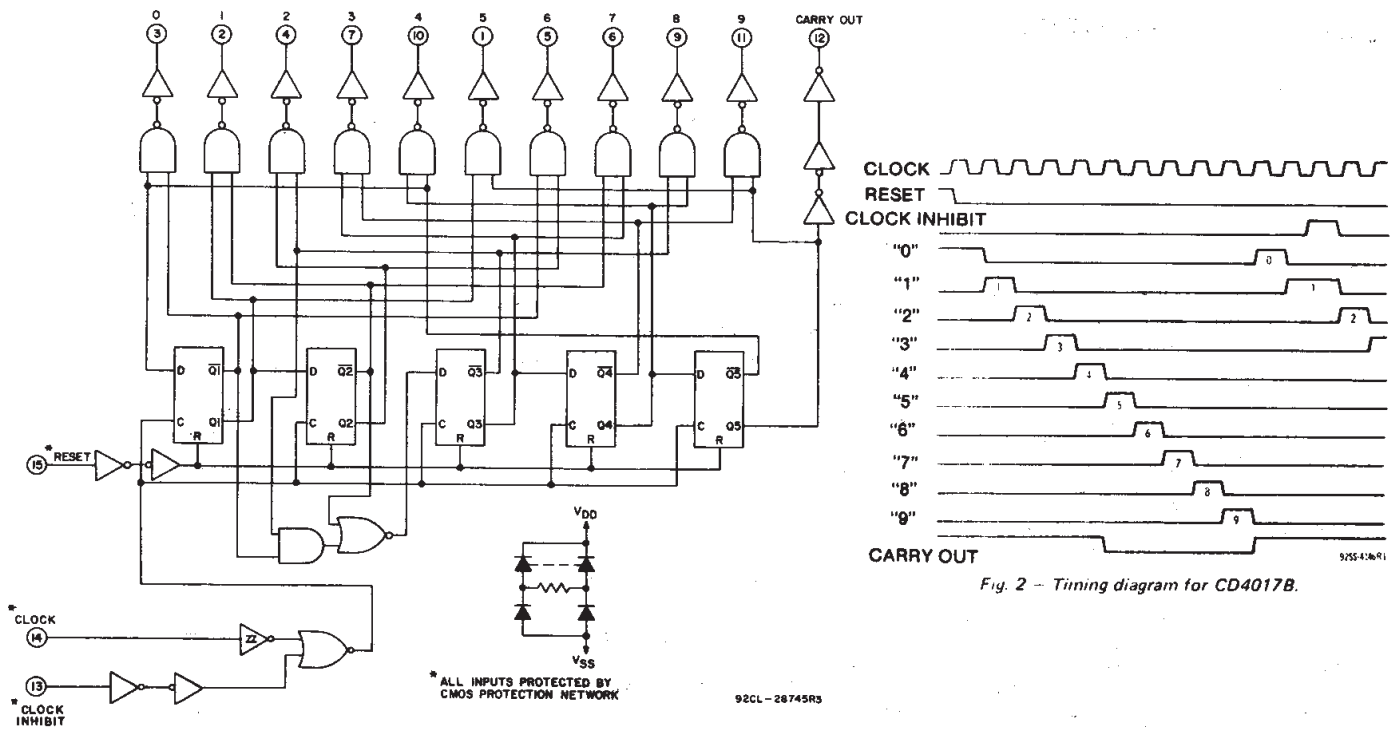 0 1 2 3 4 5 6 7 8 9 CARRY OUT
3 2 4 7 10 1 5 6 9 11 12
D Q1 D Q2 D Q3 D Q4 D Q5
C Q1 C Q2 C Q3 C Q4 C Q5
R R R R R
15 * RESET
* CLOCK
14
13
* CLOCK
INHIBIT
VDD
VSS
* ALL INPUTS PROTECTED BY
CMOS PROTECTION NETWORK
92CL-28745R3
CLOCK
RESET
CLOCK INHIBIT
"0" 0
"1" 1 1
"2" 2 2
"3" 3
"4" 4
"5" 5
"6" 6
"7" 7
"8" 8
"9" 9
CARRY OUT
Fig. 2 – Timing diagram for CD4017B.